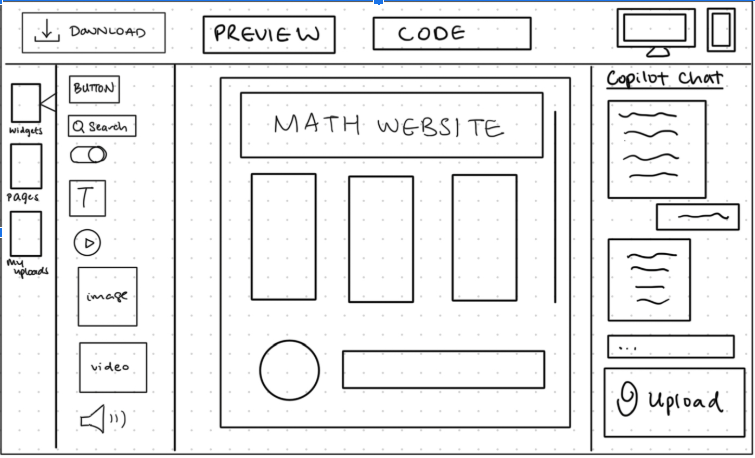 DOWNLOAD
PREVIEW
CODE
Widgets
Pages
My
uploads
BUTTON
Search
T
image
video
MATH WEBSITE
Copilot Chat
...
Upload